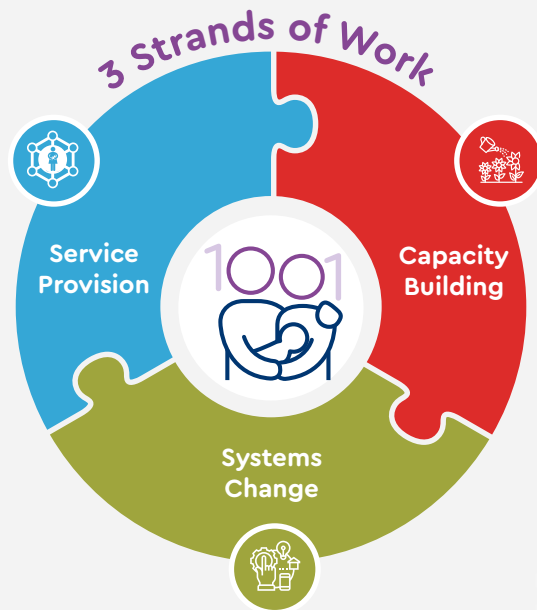 3 Strands of Work
Service
Provision
Capacity
Building
1001
Systems
Change